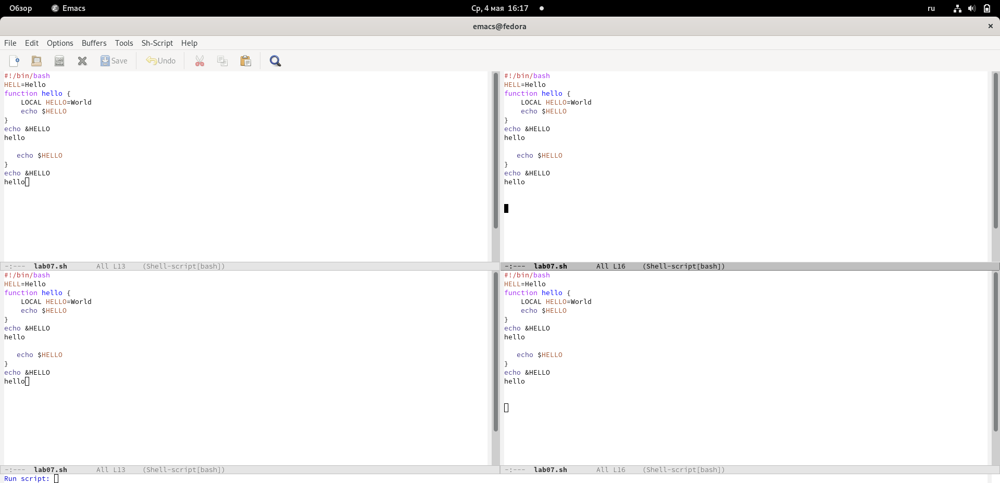 Обзор Emacs Ср, 4 мая 16:17 ru
emacs@fedora
File Edit Options Buffers Tools Sh-Script Help
Save Undo
#!/bin/bash
HELL=Hello
function hello {
    LOCAL HELLO=World
    echo $HELLO
}
echo &HELLO
hello

   echo $HELLO
}
echo &HELLO
hello
-:--- lab07.sh All L13 (Shell-script[bash])
#!/bin/bash
HELL=Hello
function hello {
    LOCAL HELLO=World
    echo $HELLO
}
echo &HELLO
hello

   echo $HELLO
}
echo &HELLO
hello
-:--- lab07.sh All L16 (Shell-script[bash])
#!/bin/bash
HELL=Hello
function hello {
    LOCAL HELLO=World
    echo $HELLO
}
echo &HELLO
hello

   echo $HELLO
}
echo &HELLO
hello
-:--- lab07.sh All L13 (Shell-script[bash])
#!/bin/bash
HELL=Hello
function hello {
    LOCAL HELLO=World
    echo $HELLO
}
echo &HELLO
hello

   echo $HELLO
}
echo &HELLO
hello
-:--- lab07.sh All L16 (Shell-script[bash])
Run script: